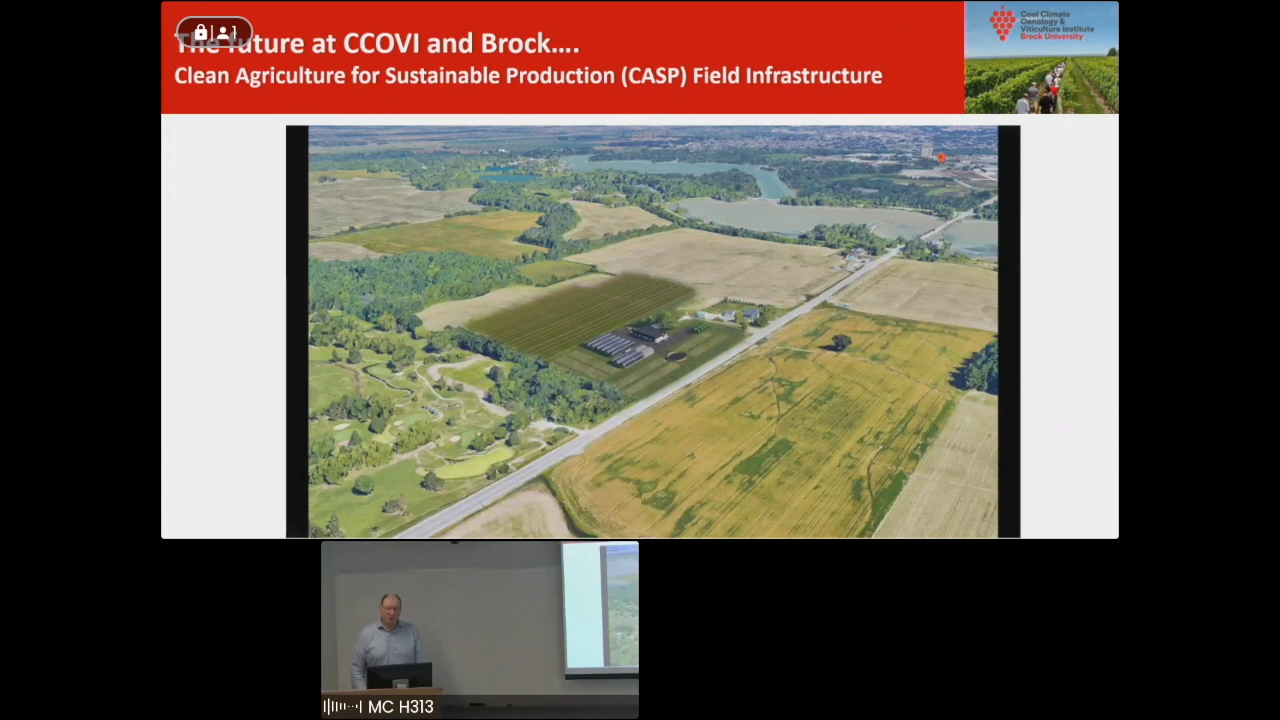 1
The future at CCOVI and Brock....
Clean Agriculture for Sustainable Production (CASP) Field Infrastructure
Cool Climate
Oenology &
Viticulture Institute
Brock University
MC H313